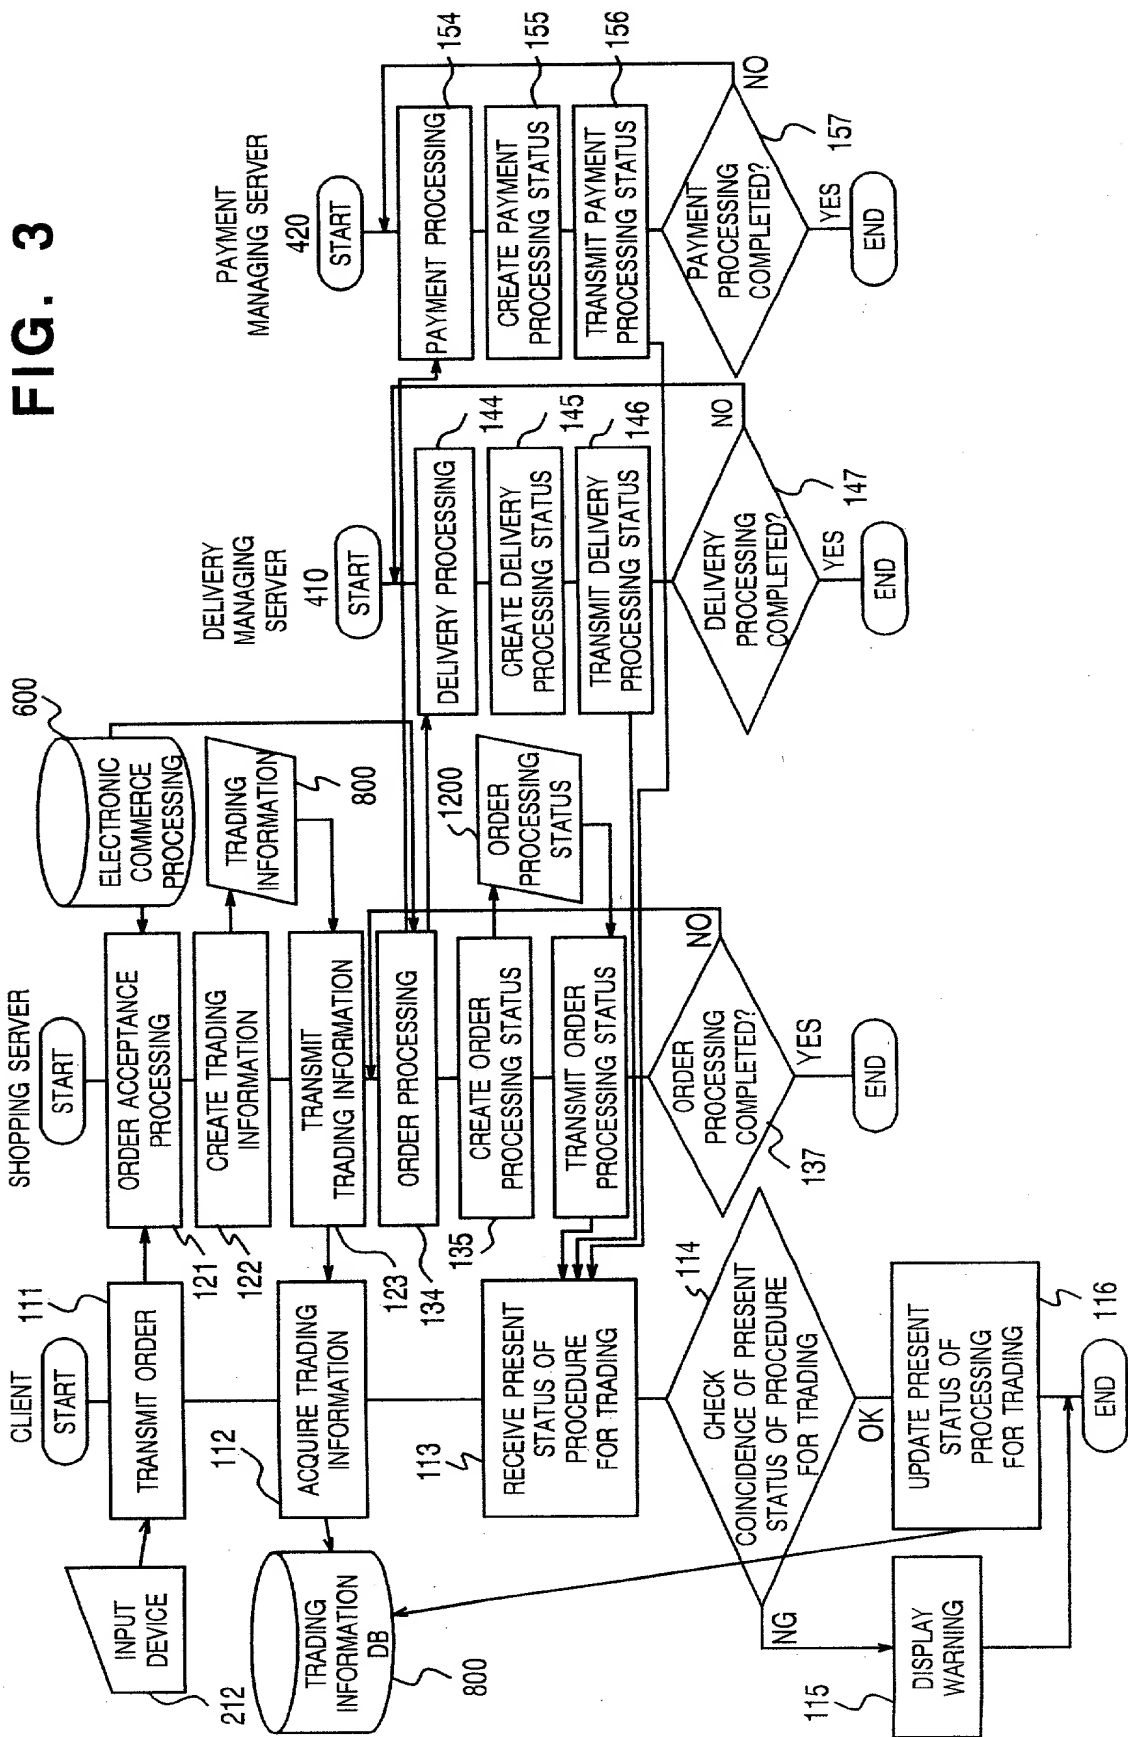 FIG. 3
CLIENT
START
111
TRANSMIT ORDER
INPUT
DEVICE
212
112
ACQUIRE TRADING
INFORMATION
TRADING
INFORMATION
DB
800
113
RECEIVE PRESENT
STATUS OF
PROCEDURE
FOR TRADING
114
CHECK
COINCIDENCE OF PRESENT
STATUS OF PROCEDURE
FOR TRADING
NG
OK
115
DISPLAY
WARNING
UPDATE PRESENT
STATUS OF
PROCESSING
FOR TRADING
116
END
SHOPPING SERVER
START
ORDER ACCEPTANCE
PROCESSING
121
ELECTRONIC
COMMERCE
PROCESSING
600
CREATE TRADING
INFORMATION
122
TRADING
INFORMATION
800
TRANSMIT
TRADING INFORMATION
123
ORDER PROCESSING
134
CREATE ORDER
PROCESSING STATUS
135
1200
ORDER
PROCESSING
STATUS
TRANSMIT ORDER
PROCESSING STATUS
ORDER
PROCESSING
COMPLETED?
137
NO
YES
END
DELIVERY
MANAGING
SERVER
410
START
DELIVERY PROCESSING
144
CREATE DELIVERY
PROCESSING STATUS
145
TRANSMIT DELIVERY
PROCESSING STATUS
146
DELIVERY
PROCESSING
COMPLETED?
147
NO
YES
END
PAYMENT
MANAGING SERVER
420
START
PAYMENT PROCESSING
154
CREATE PAYMENT
PROCESSING STATUS
155
TRANSMIT PAYMENT
PROCESSING STATUS
156
PAYMENT
PROCESSING
COMPLETED?
157
NO
YES
END